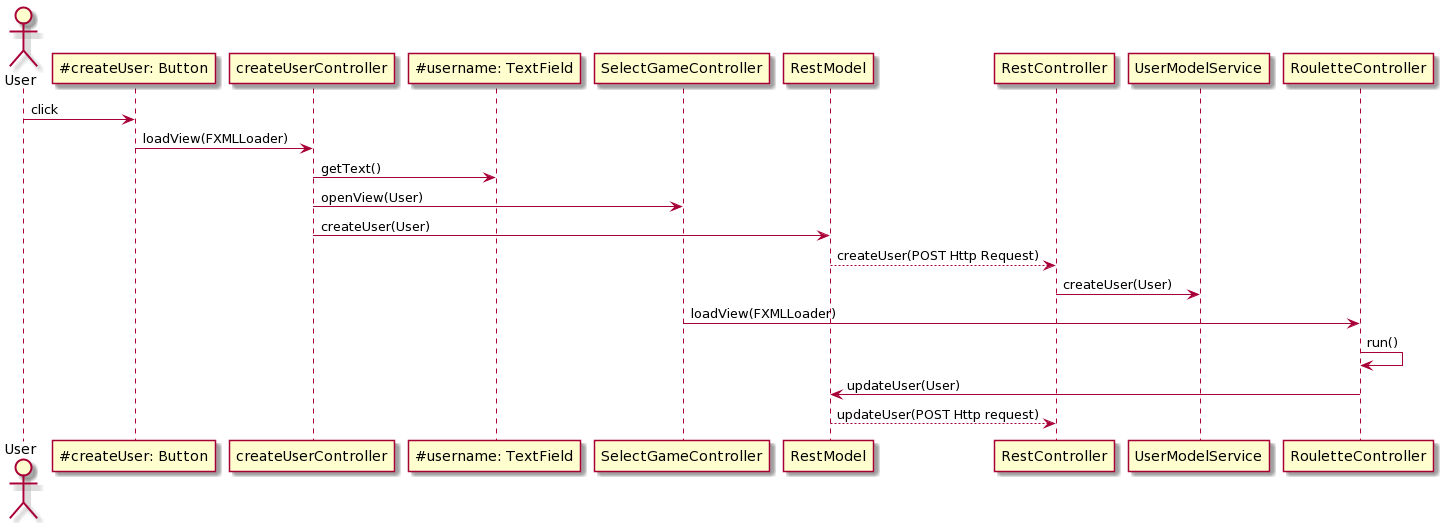 User
#createUser: Button
createUserController
#username: TextField
SelectGameController
RestModel
RestController
UserModelService
RouletteController
click
loadView(FXMLLoader)
getText()
openView(User)
createUser(User)
createUser(POST Http Request)
createUser(User)
loadView(FXMLLoader)
run()
updateUser(User)
updateUser(POST Http request)
User
#createUser: Button
createUserController
#username: TextField
SelectGameController
RestModel
RestController
UserModelService
RouletteController